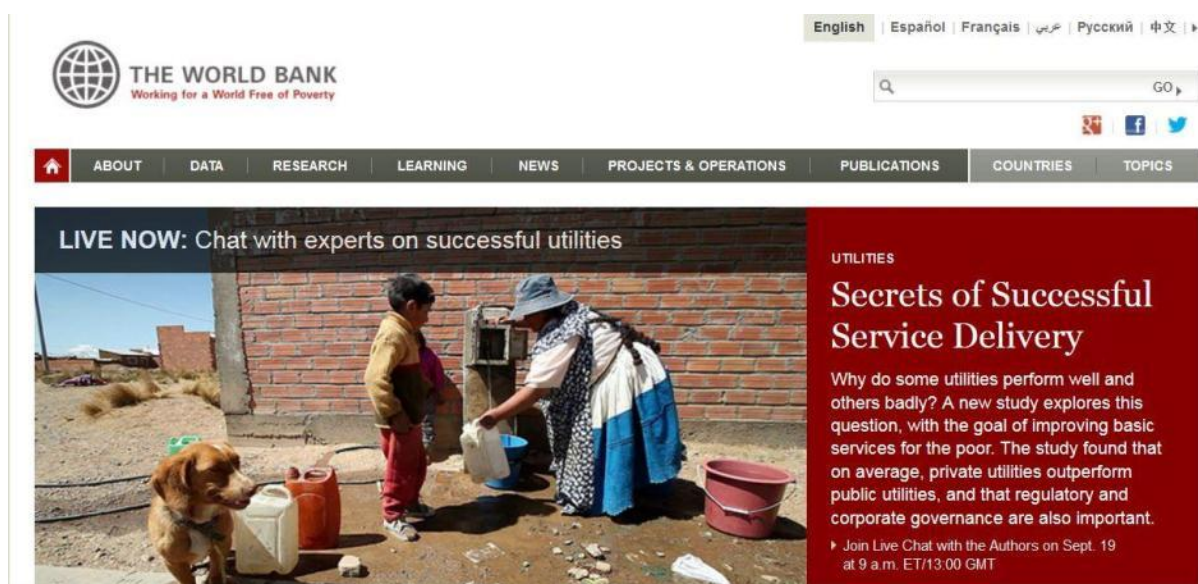 English | Español | Français | عربي | Русский | 中文 |
THE WORLD BANK
Working for a World Free of Poverty
GO
ABOUT | DATA | RESEARCH | LEARNING | NEWS | PROJECTS & OPERATIONS | PUBLICATIONS | COUNTRIES | TOPICS
LIVE NOW: Chat with experts on successful utilities
UTILITIES
Secrets of Successful
Service Delivery
Why do some utilities perform well and
others badly? A new study explores this
question, with the goal of improving basic
services for the poor. The study found that
on average, private utilities outperform
public utilities, and that regulatory and
corporate governance are also important.
Join Live Chat with the Authors on Sept. 19
at 9 a.m. ET/13:00 GMT